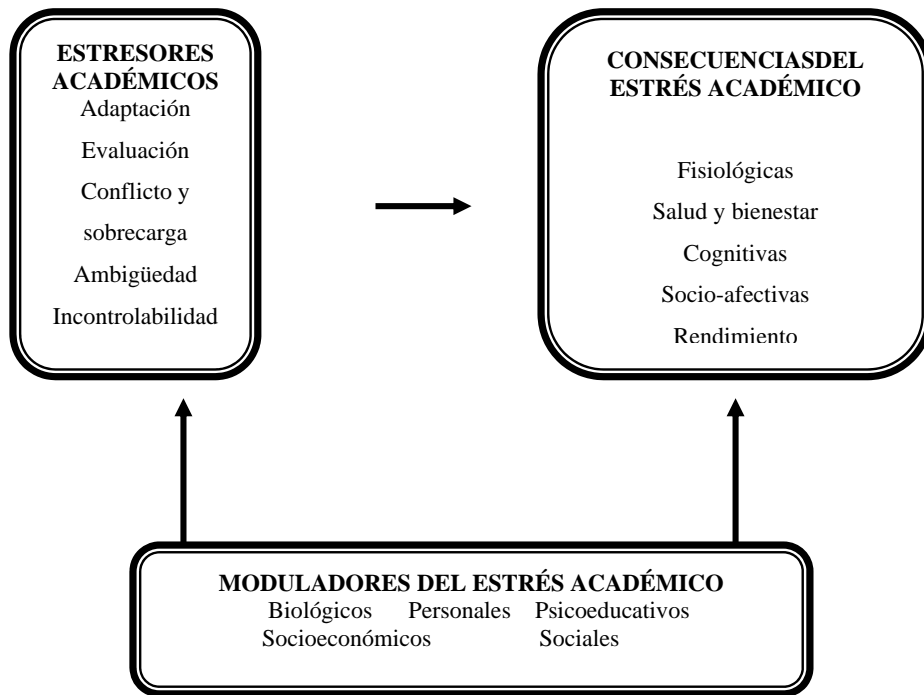 ESTRESORES
ACADÉMICOS
Adaptación
Evaluación
Conflicto y
sobrecarga
Ambigüedad
Incontrolabilidad
CONSECUENCIASDEL
ESTRÉS ACADÉMICO
Fisiológicas
Salud y bienestar
Cognitivas
Socio-afectivas
Rendimiento
MODULADORES DEL ESTRÉS ACADÉMICO
Biológicos Personales Psicoeducativos
Socioeconómicos Sociales